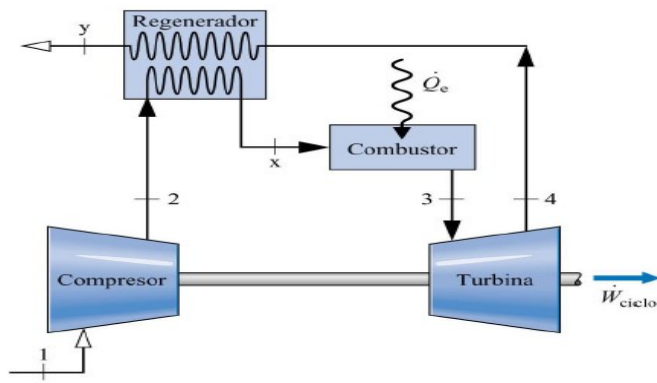 Regenerador
y
Q̇e
Combustor
x
2
3
4
Compresor
Turbina
Ẇciclo
1